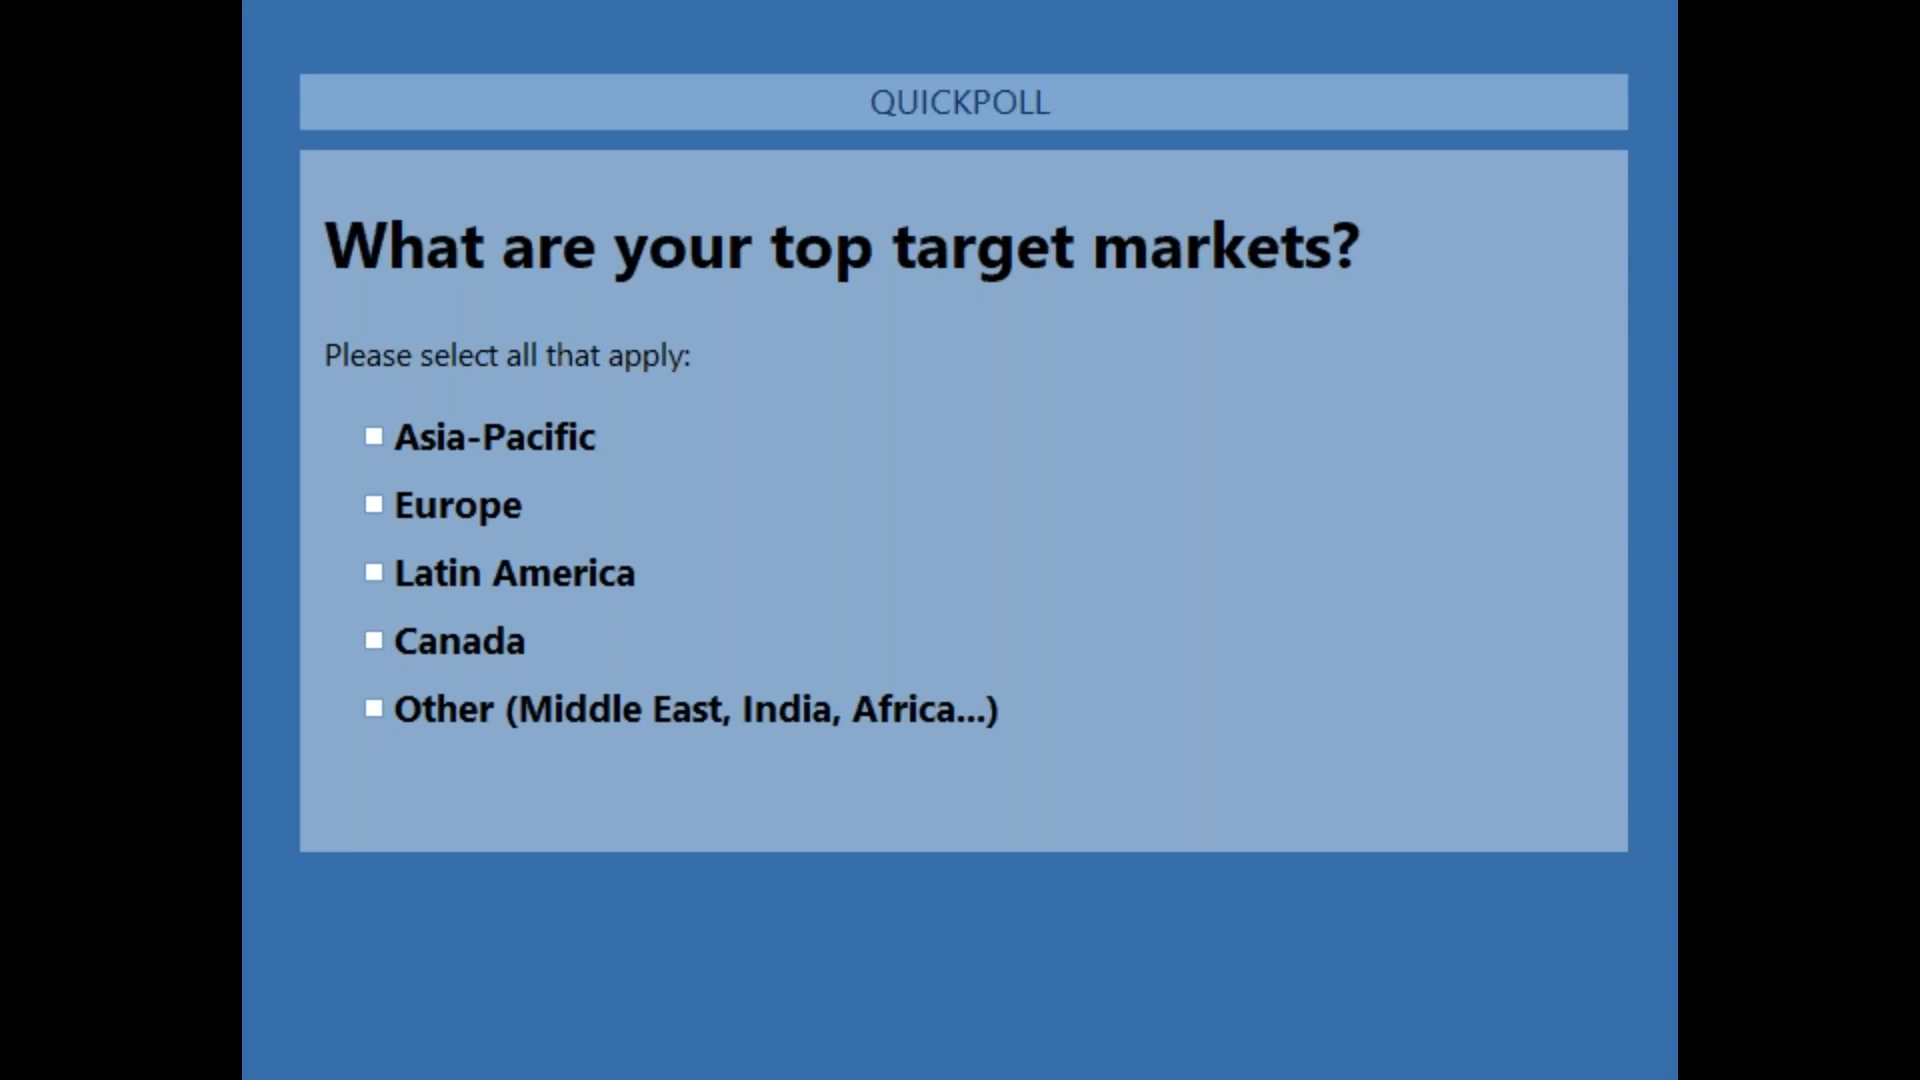 QUICKPOLL
What are your top target markets?
Please select all that apply:
Asia-Pacific
Europe
Latin America
Canada
Other (Middle East, India, Africa...)